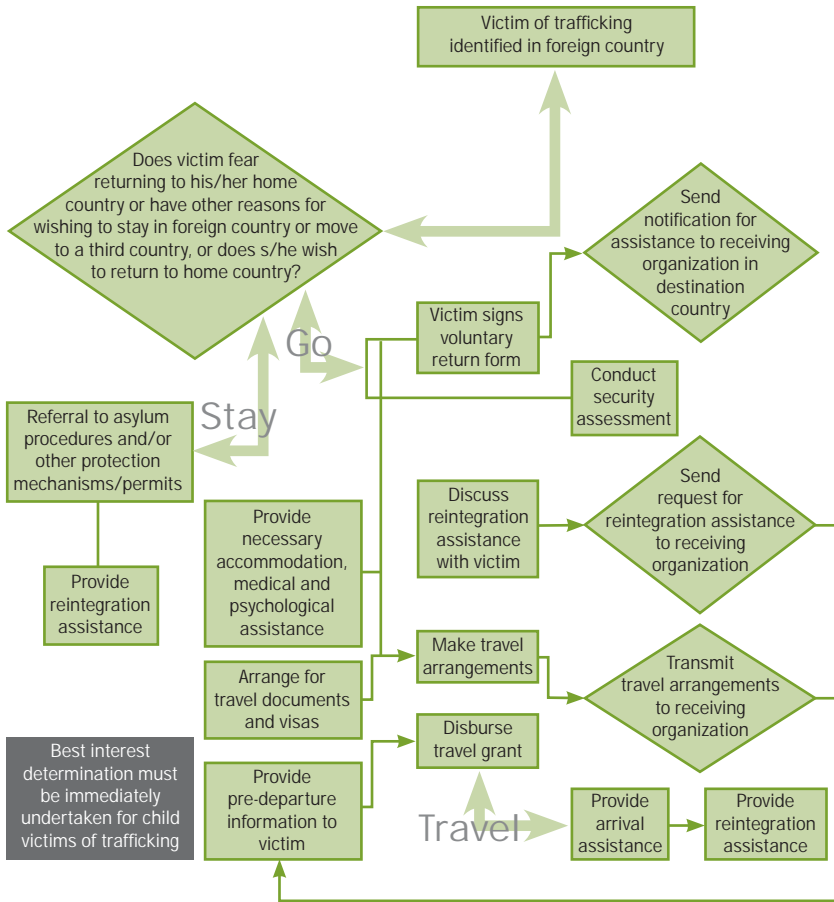 Victim of trafficking
identified in foreign country
Does victim fear
returning to his/her home
country or have other reasons for
wishing to stay in foreign country or move
to a third country, or does s/he wish
to return to home country?
Send
notification for
assistance to receiving
organization in
destination
country
Go
Victim signs
voluntary
return form
Conduct
security
assessment
Stay
Referral to asylum
procedures and/or
other protection
mechanisms/permits
Provide
reintegration
assistance
Provide
necessary
accommodation,
medical and
psychological
assistance
Discuss
reintegration
assistance
with victim
Send
request for
reintegration assistance
to receiving
organization
Arrange for
travel documents
and visas
Make travel
arrangements
Transmit
travel arrangements
to receiving
organization
Best interest
determination must
be immediately
undertaken for child
victims of trafficking
Provide
pre-departure
information to
victim
Disburse
travel grant
Travel
Provide
arrival
assistance
Provide
reintegration
assistance